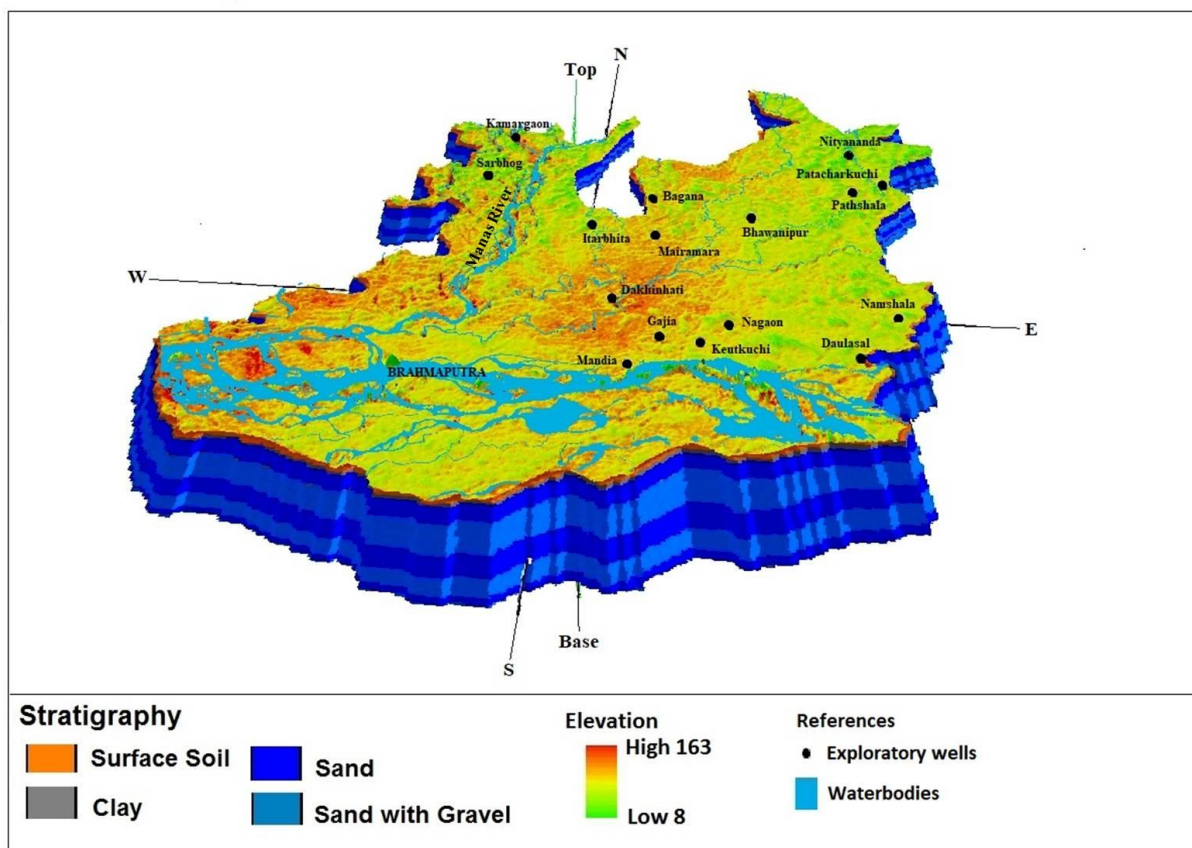 N
Top
Kamargaon
Nityananda
Sarbhog
Patacharkuchi
Bagana
Pathshala
Manas River
Itarbhita
Bhawanipur
Mairamara
W
Dakhinhati
Namshala
Gajia
Nagaon
E
Keutkuchi
Daulasal
Mandia
BRAHMAPUTRA
Base
S
Stratigraphy
Surface Soil
Sand
Clay
Sand with Gravel
Elevation
High 163
Low 8
References
Exploratory wells
Waterbodies